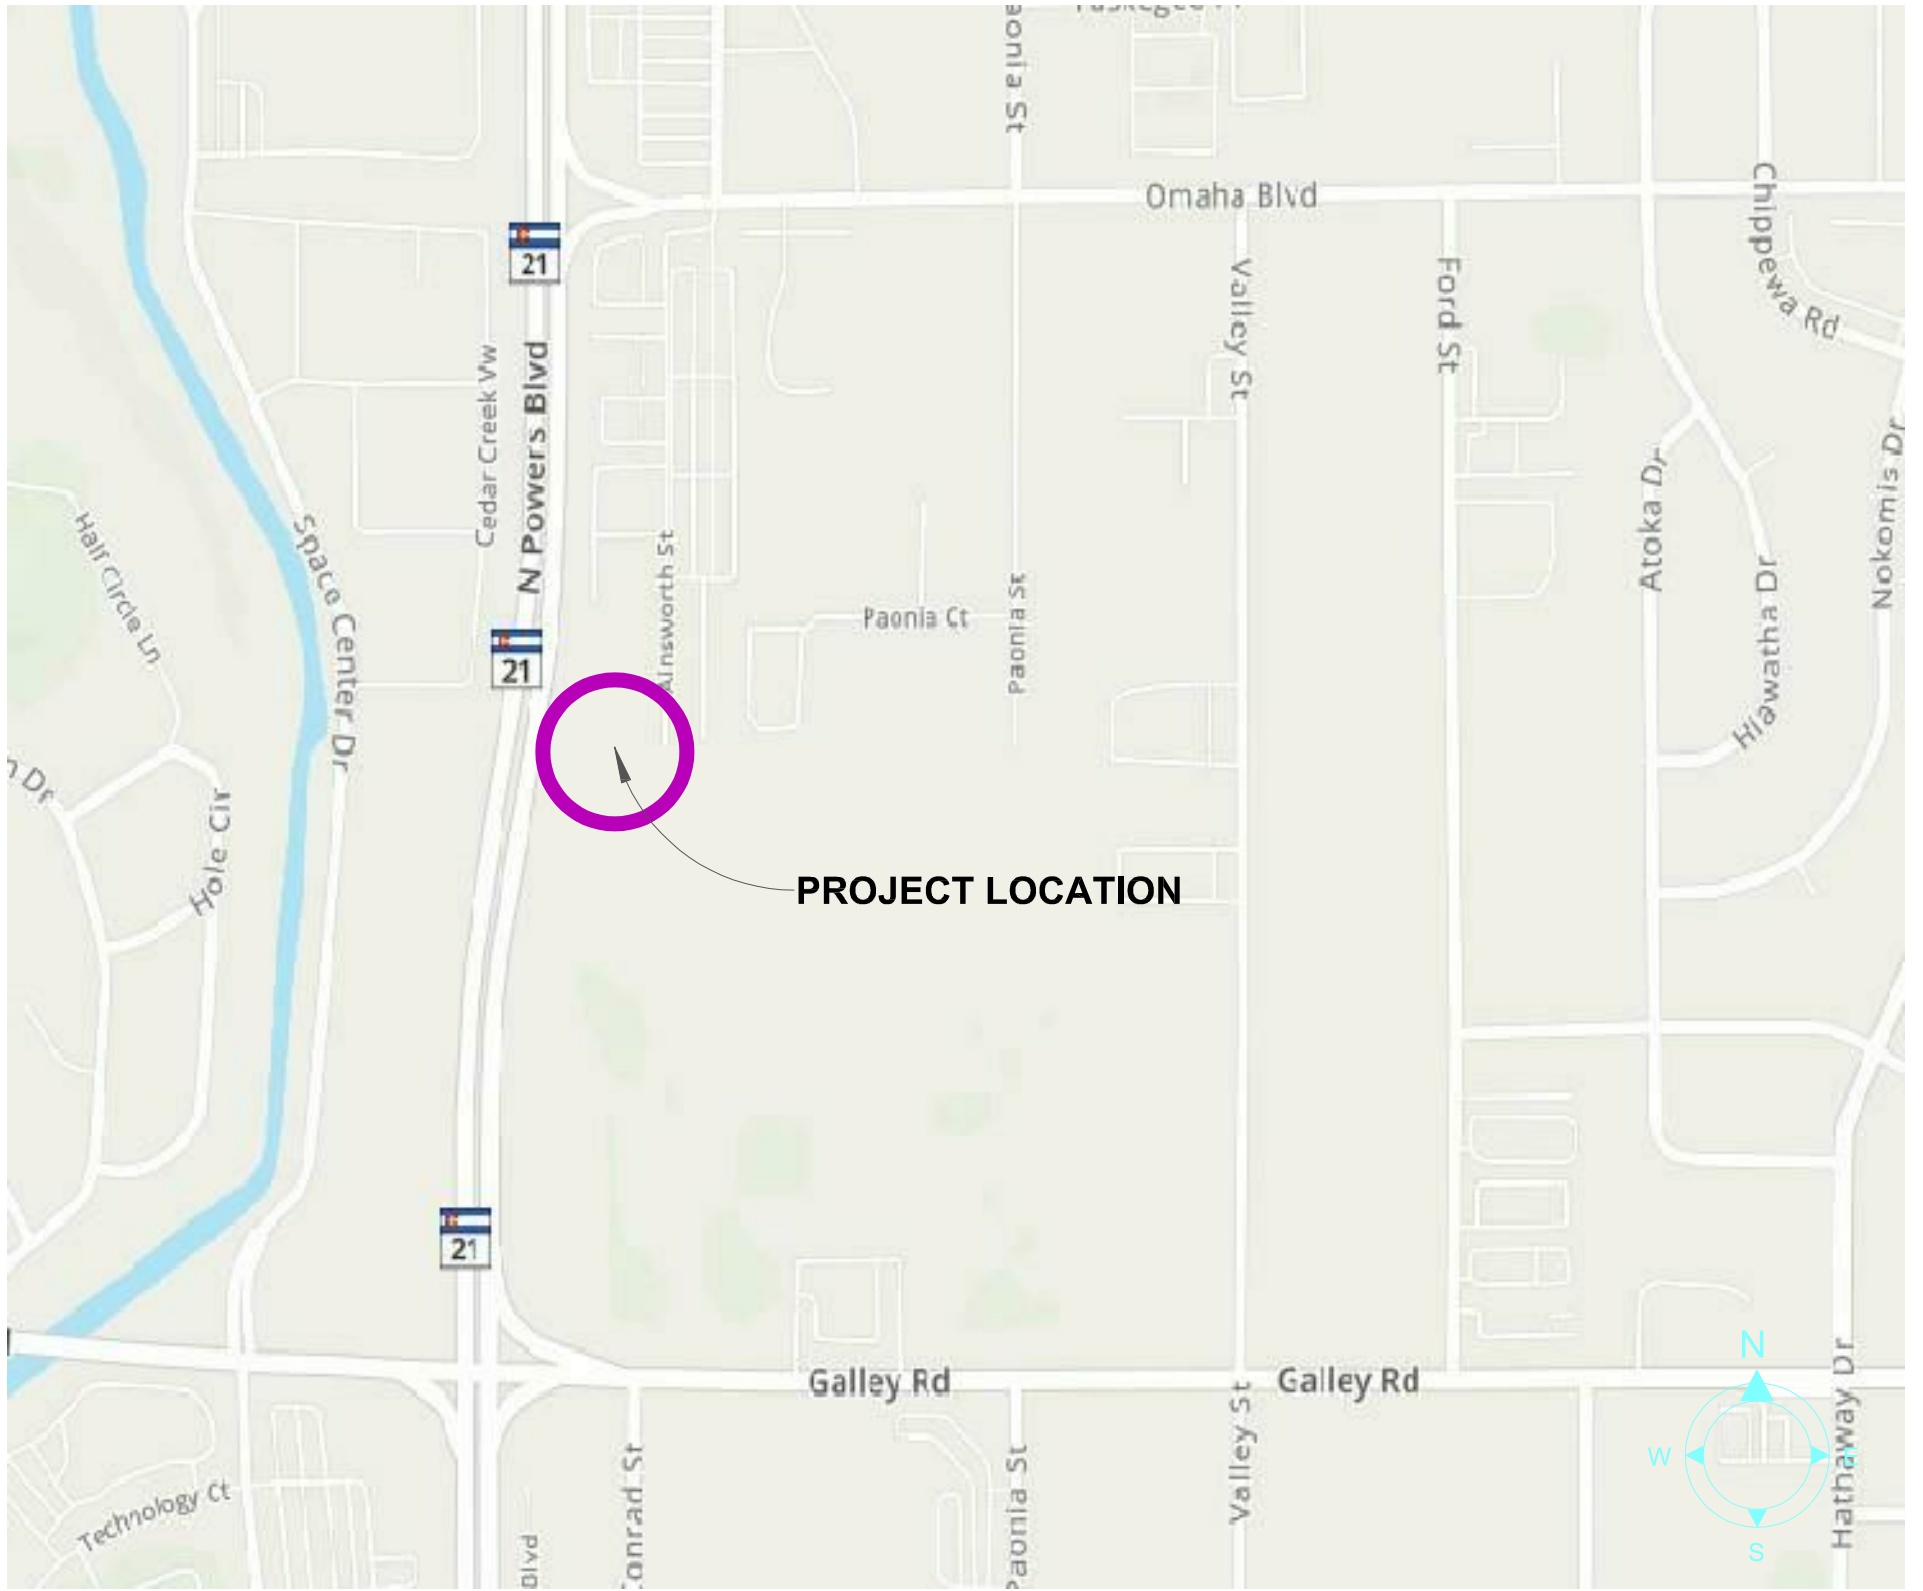 Paonia St
Omaha Blvd
Chippewa Rd
21
Valley St
Ford St
Cedar Creek Vw
N Powers Blvd
Atoka Dr
Nokomis Dr
Half Circle Ln
Space Center Dr
Ainsworth St
Paonia Ct
Paonia St
Hiawatha Dr
21
n Dr
Hole Cir
PROJECT LOCATION
21
Galley Rd
Galley Rd
N
W
E
S
Hathaway Dr
Valley St
Conrad St
Paonia St
Technology Ct
Blvd